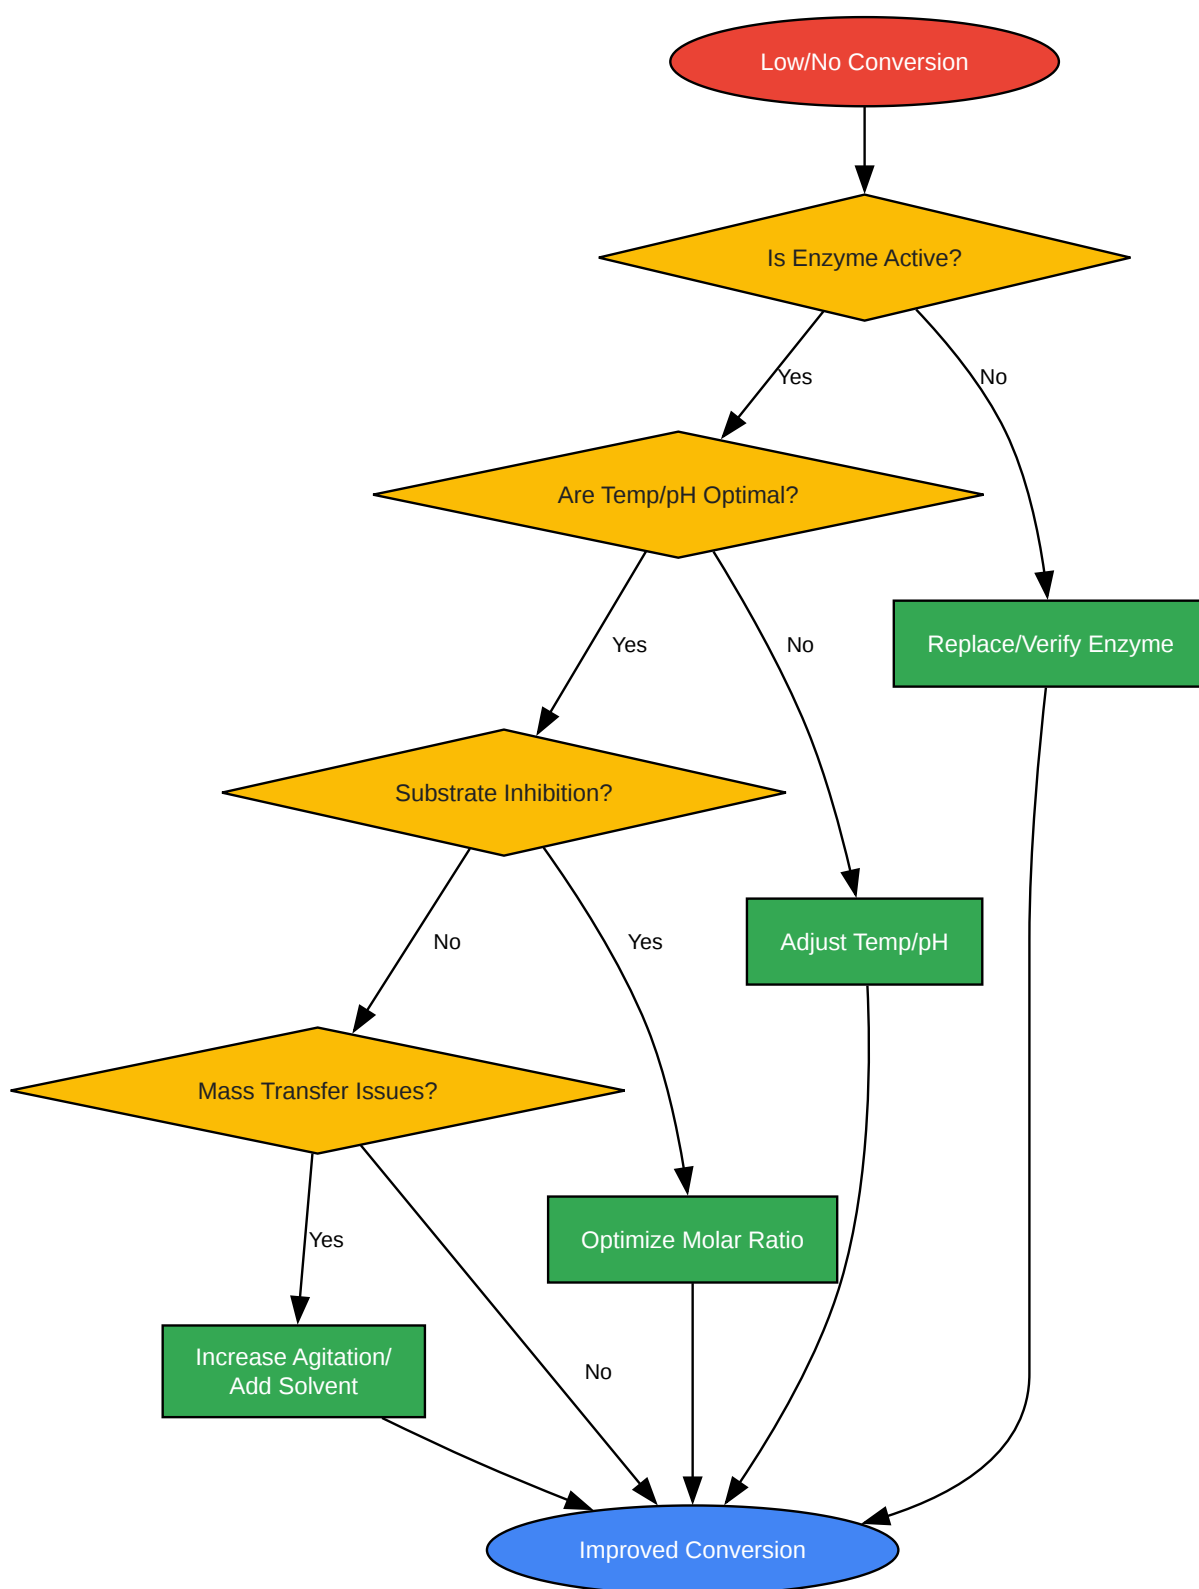 Low/No Conversion
Is Enzyme Active?
Yes
No
Are Temp/pH Optimal?
Yes
No
Replace/Verify Enzyme
Substrate Inhibition?
No
Yes
Adjust Temp/pH
Mass Transfer Issues?
Yes
Optimize Molar Ratio
Increase Agitation/
Add Solvent
No
Improved Conversion